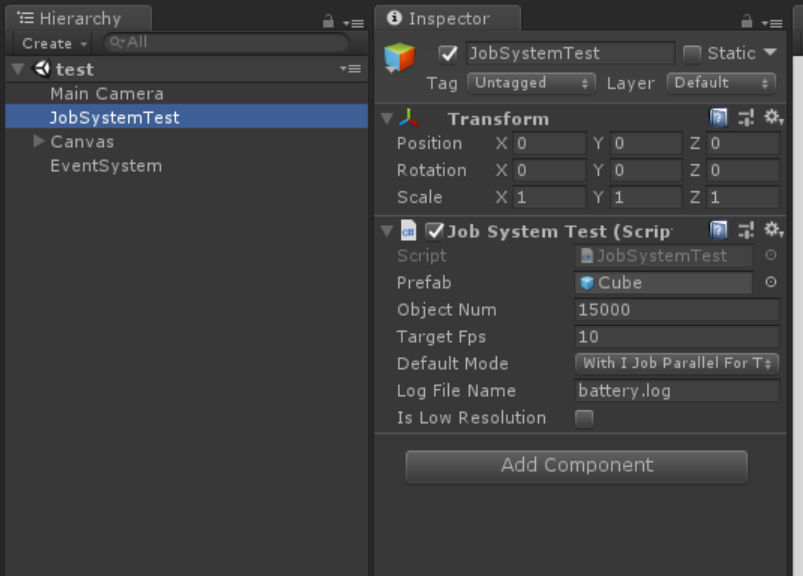 Hierarchy
Create All
test
Main Camera
JobSystemTest
Canvas
EventSystem
Inspector
JobSystemTest Static
Tag Untagged Layer Default
Transform
Position X 0 Y 0 Z 0
Rotation X 0 Y 0 Z 0
Scale X 1 Y 1 Z 1
Job System Test (Scrip
Script JobSystemTest
Prefab Cube
Object Num 15000
Target Fps 10
Default Mode With I Job Parallel For T
Log File Name battery.log
Is Low Resolution
Add Component